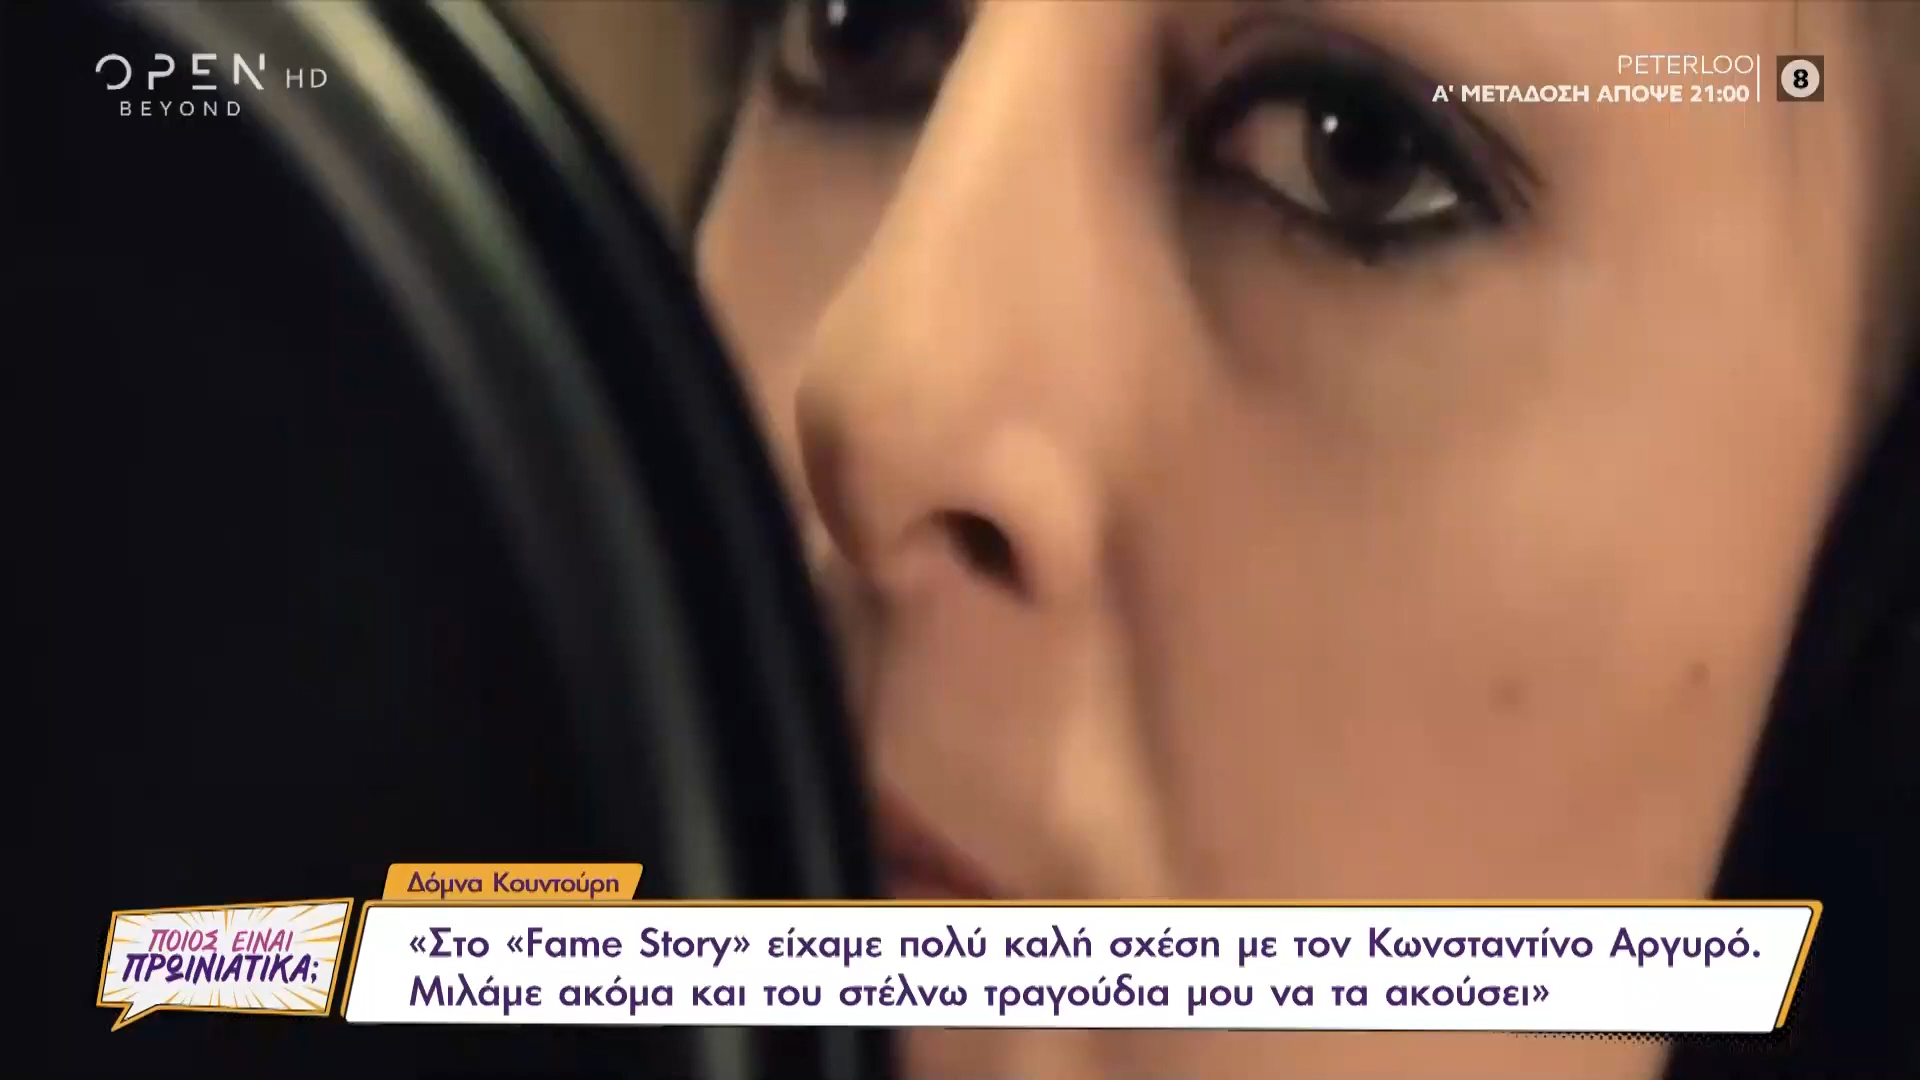 OPEN HD
BEYOND
PETERLOO
Α' ΜΕΤΑΔΟΣΗ ΑΠΟΨΕ 21:00
8
Δόμνα Κουντούρη
ΠΟΙΟΣ ΕΙΝΑΙ
ΠΡΩΙΝΙΑΤΙΚΑ;
«Στο «Fame Story» είχαμε πολύ καλή σχέση με τον Κωνσταντίνο Αργυρό.
Μιλάμε ακόμα και του στέλνω τραγούδια μου να τα ακούσει»